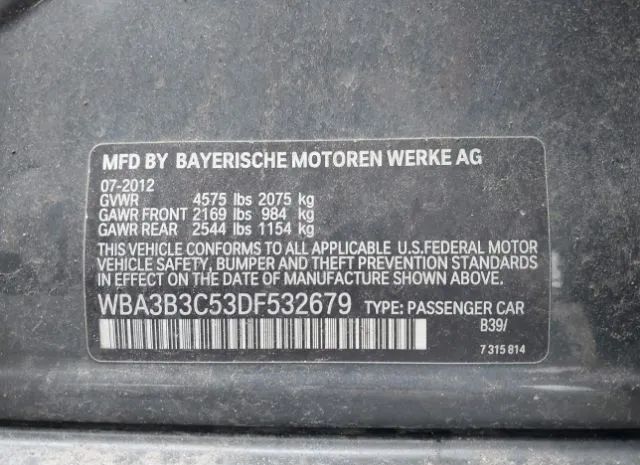 MFD BY BAYERISCHE MOTOREN WERKE AG
07-2012
GVWR 4575 lbs 2075 kg
GAWR FRONT 2169 lbs 984 kg
GAWR REAR 2544 lbs 1154 kg
THIS VEHICLE CONFORMS TO ALL APPLICABLE U.S.FEDERAL MOTOR
VEHICLE SAFETY, BUMPER AND THEFT PREVENTION STANDARDS
IN EFFECT ON THE DATE OF MANUFACTURE SHOWN ABOVE.
WBA3B3C53DF532679 TYPE: PASSENGER CAR
B39/
7 315 814